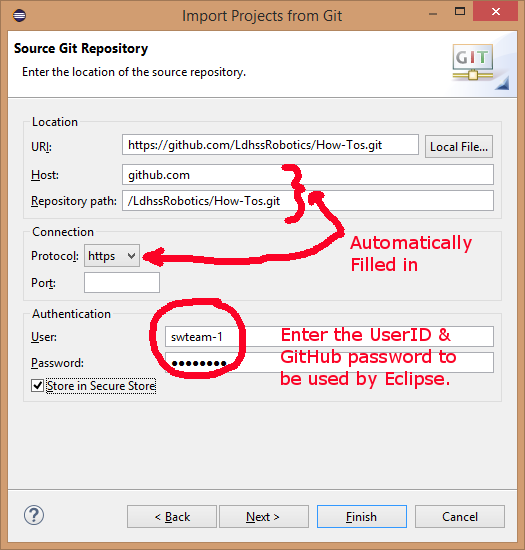 Import Projects from Git
Source Git Repository
Enter the location of the source repository.
GIT
Location
URI: https://github.com/LdhssRobotics/How-Tos.git Local File...
Host: github.com
Repository path: /LdhssRobotics/How-Tos.git
Connection
Protocol: https
Port:
Automatically
Filled in
Authentication
User: swteam-1
Password: ●●●●●●●●
Store in Secure Store
Enter the UserID &
GitHub password to
be used by Eclipse.
?
< Back Next > Finish Cancel